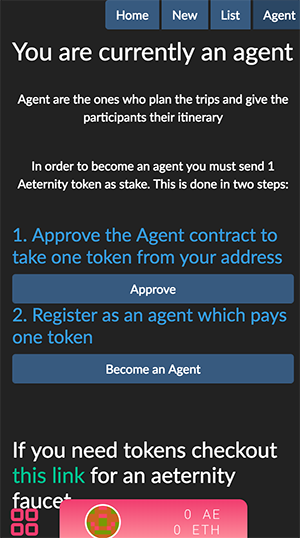 Home New List Agent
You are currently an agent
Agent are the ones who plan the trips and give the
participants their itinerary
In order to become an agent you must send 1
Aeternity token as stake. This is done in two steps:
1. Approve the Agent contract to
take one token from your address
Approve
2. Register as an agent which pays
one token
Become an Agent
If you need tokens checkout
this link for an aeternity
faucet
0 AE
0 ETH